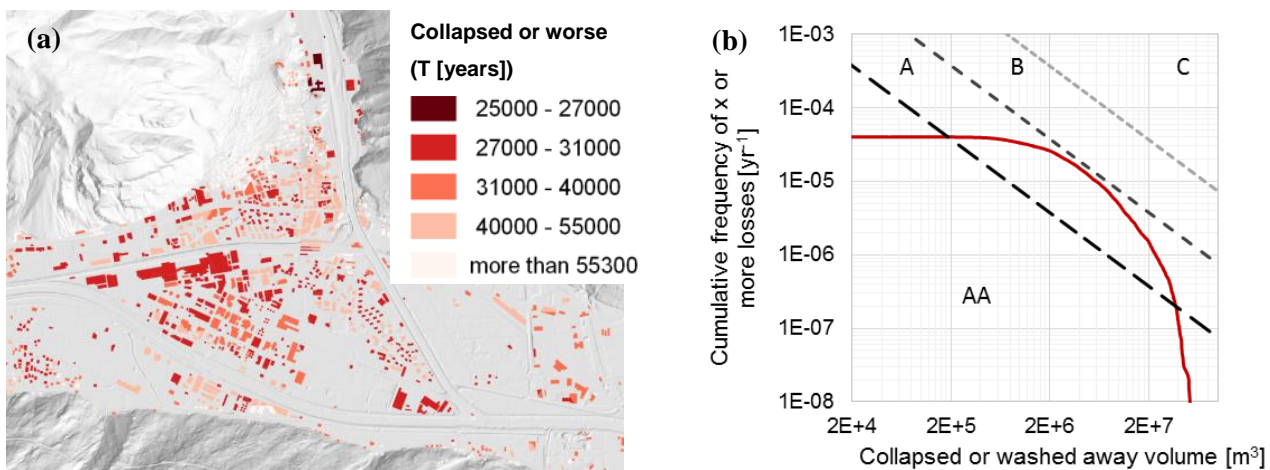 (a)
Collapsed or worse
(T [years])
25000 - 27000
27000 - 31000
31000 - 40000
40000 - 55000
more than 55300
(b)
Cumulative frequency of x or
more losses [yr-1]
1E-03
1E-04
1E-05
1E-06
1E-07
1E-08
A
B
C
AA
2E+4
2E+5
2E+6
2E+7
Collapsed or washed away volume [m³]